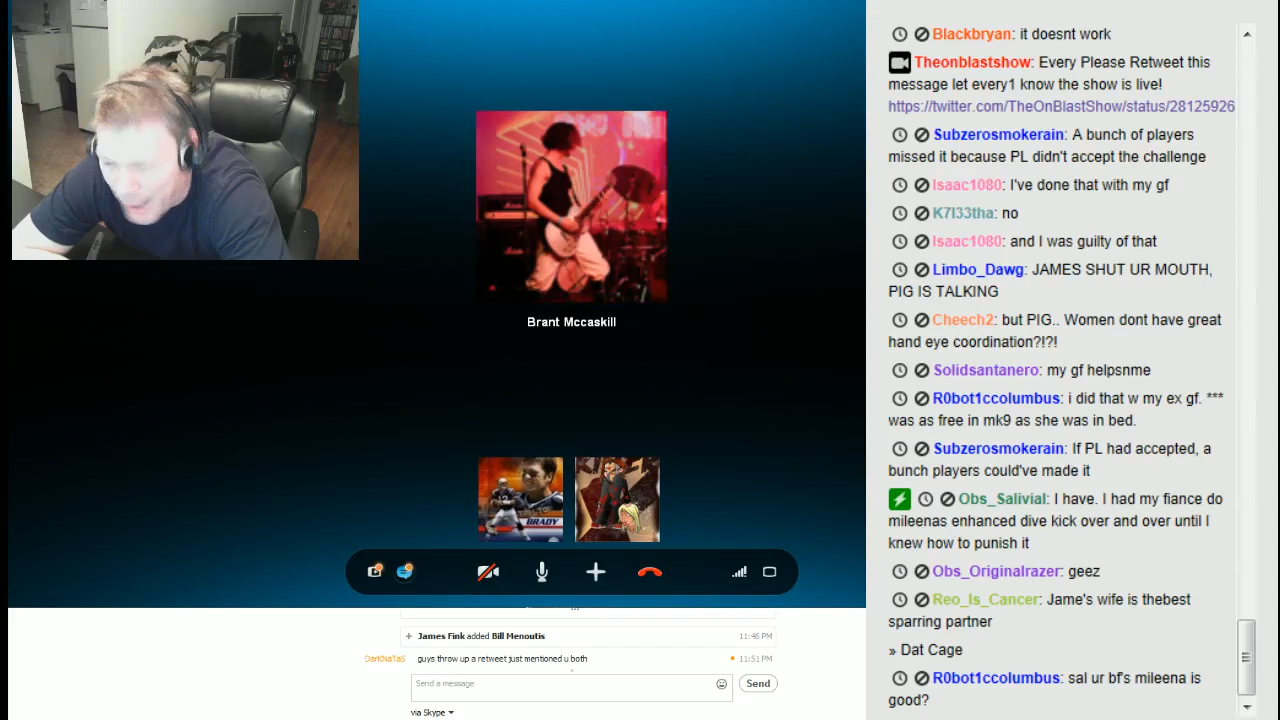 Brant Mccaskill
BRADY
James Fink added Bill Menoutis
11:46 PM
DarKNaTaS
guys throw up a retweet just mentioned u both
11:51 PM
Send a message
Send
via Skype
Blackbryan: it doesnt work
Theonblastshow: Every Please Retweet this
message let every1 know the show is live!
https://twitter.com/TheOnBlastShow/status/28125926
Subzerosmokerain: A bunch of players
missed it because PL didn't accept the challenge
Isaac1080: I've done that with my gf
K7l33tha: no
Isaac1080: and I was guilty of that
Limbo_Dawg: JAMES SHUT UR MOUTH,
PIG IS TALKING
Cheech2: but PIG.. Women dont have great
hand eye coordination?!?!
Solidsantanero: my gf helpsnme
R0bot1ccolumbus: i did that w my ex gf. ***
was as free in mk9 as she was in bed.
Subzerosmokerain: If PL had accepted, a
bunch players could've made it
Obs_Salivial: I have. I had my fiance do
mileenas enhanced dive kick over and over until I
knew how to punish it
Obs_Originalrazer: geez
Reo_Is_Cancer: Jame's wife is thebest
sparring partner
» Dat Cage
R0bot1ccolumbus: sal ur bf's mileena is
good?